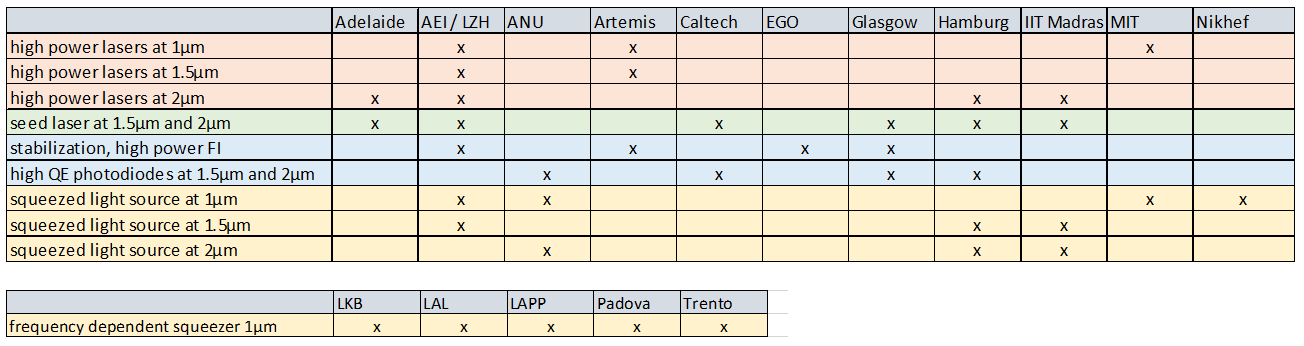 Adelaide AEI / LZH ANU Artemis Caltech EGO Glasgow Hamburg IIT Madras MIT Nikhef
high power lasers at 1µm x x x
high power lasers at 1.5µm x x
high power lasers at 2µm x x x x
seed laser at 1.5µm and 2µm x x x x x x
stabilization, high power FI x x x x
high QE photodiodes at 1.5µm and 2µm x x x x
squeezed light source at 1µm x x x x
squeezed light source at 1.5µm x x x
squeezed light source at 2µm x x x
LKB LAL LAPP Padova Trento
frequency dependent squeezer 1µm x x x x x